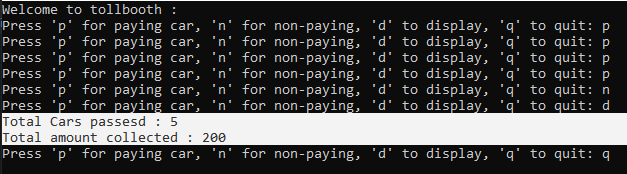 Welcome to tollbooth :
Press 'p' for paying car, 'n' for non-paying, 'd' to display, 'q' to quit: p
Press 'p' for paying car, 'n' for non-paying, 'd' to display, 'q' to quit: p
Press 'p' for paying car, 'n' for non-paying, 'd' to display, 'q' to quit: p
Press 'p' for paying car, 'n' for non-paying, 'd' to display, 'q' to quit: p
Press 'p' for paying car, 'n' for non-paying, 'd' to display, 'q' to quit: n
Press 'p' for paying car, 'n' for non-paying, 'd' to display, 'q' to quit: d
Total Cars passesd : 5
Total amount collected : 200
Press 'p' for paying car, 'n' for non-paying, 'd' to display, 'q' to quit: q